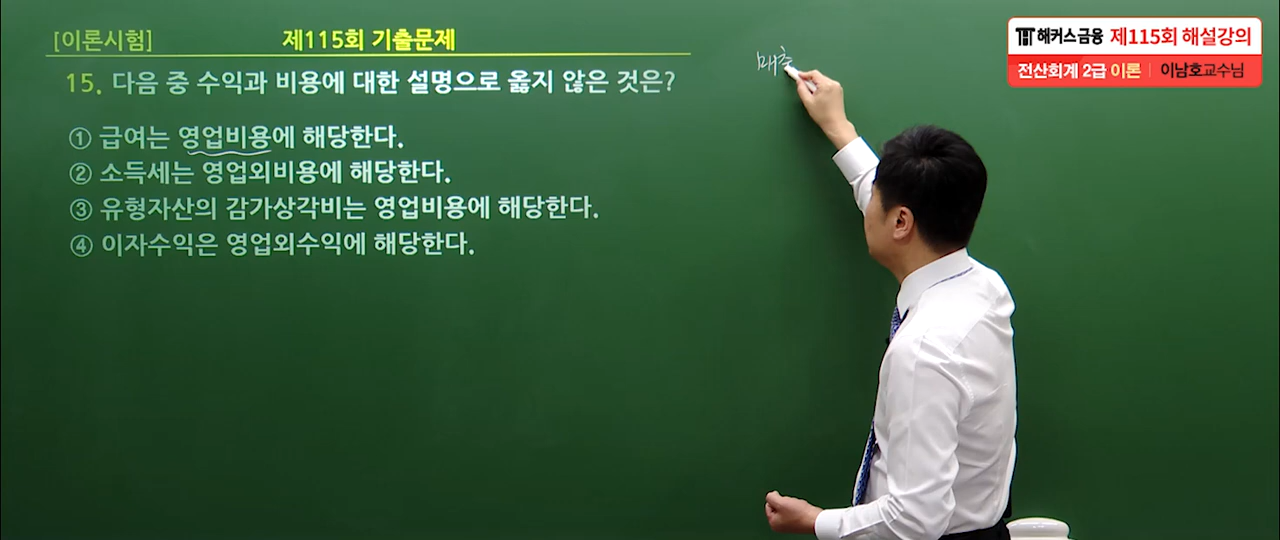 [이론시험] 제115회 기출문제
15. 다음 중 수익과 비용에 대한 설명으로 옳지 않은 것은?
① 급여는 영업비용에 해당한다.
② 소득세는 영업외비용에 해당한다.
③ 유형자산의 감가상각비는 영업비용에 해당한다.
④ 이자수익은 영업외수익에 해당한다.
해커스금융 제115회 해설강의
전산회계 2급 이론 | 이남호교수님